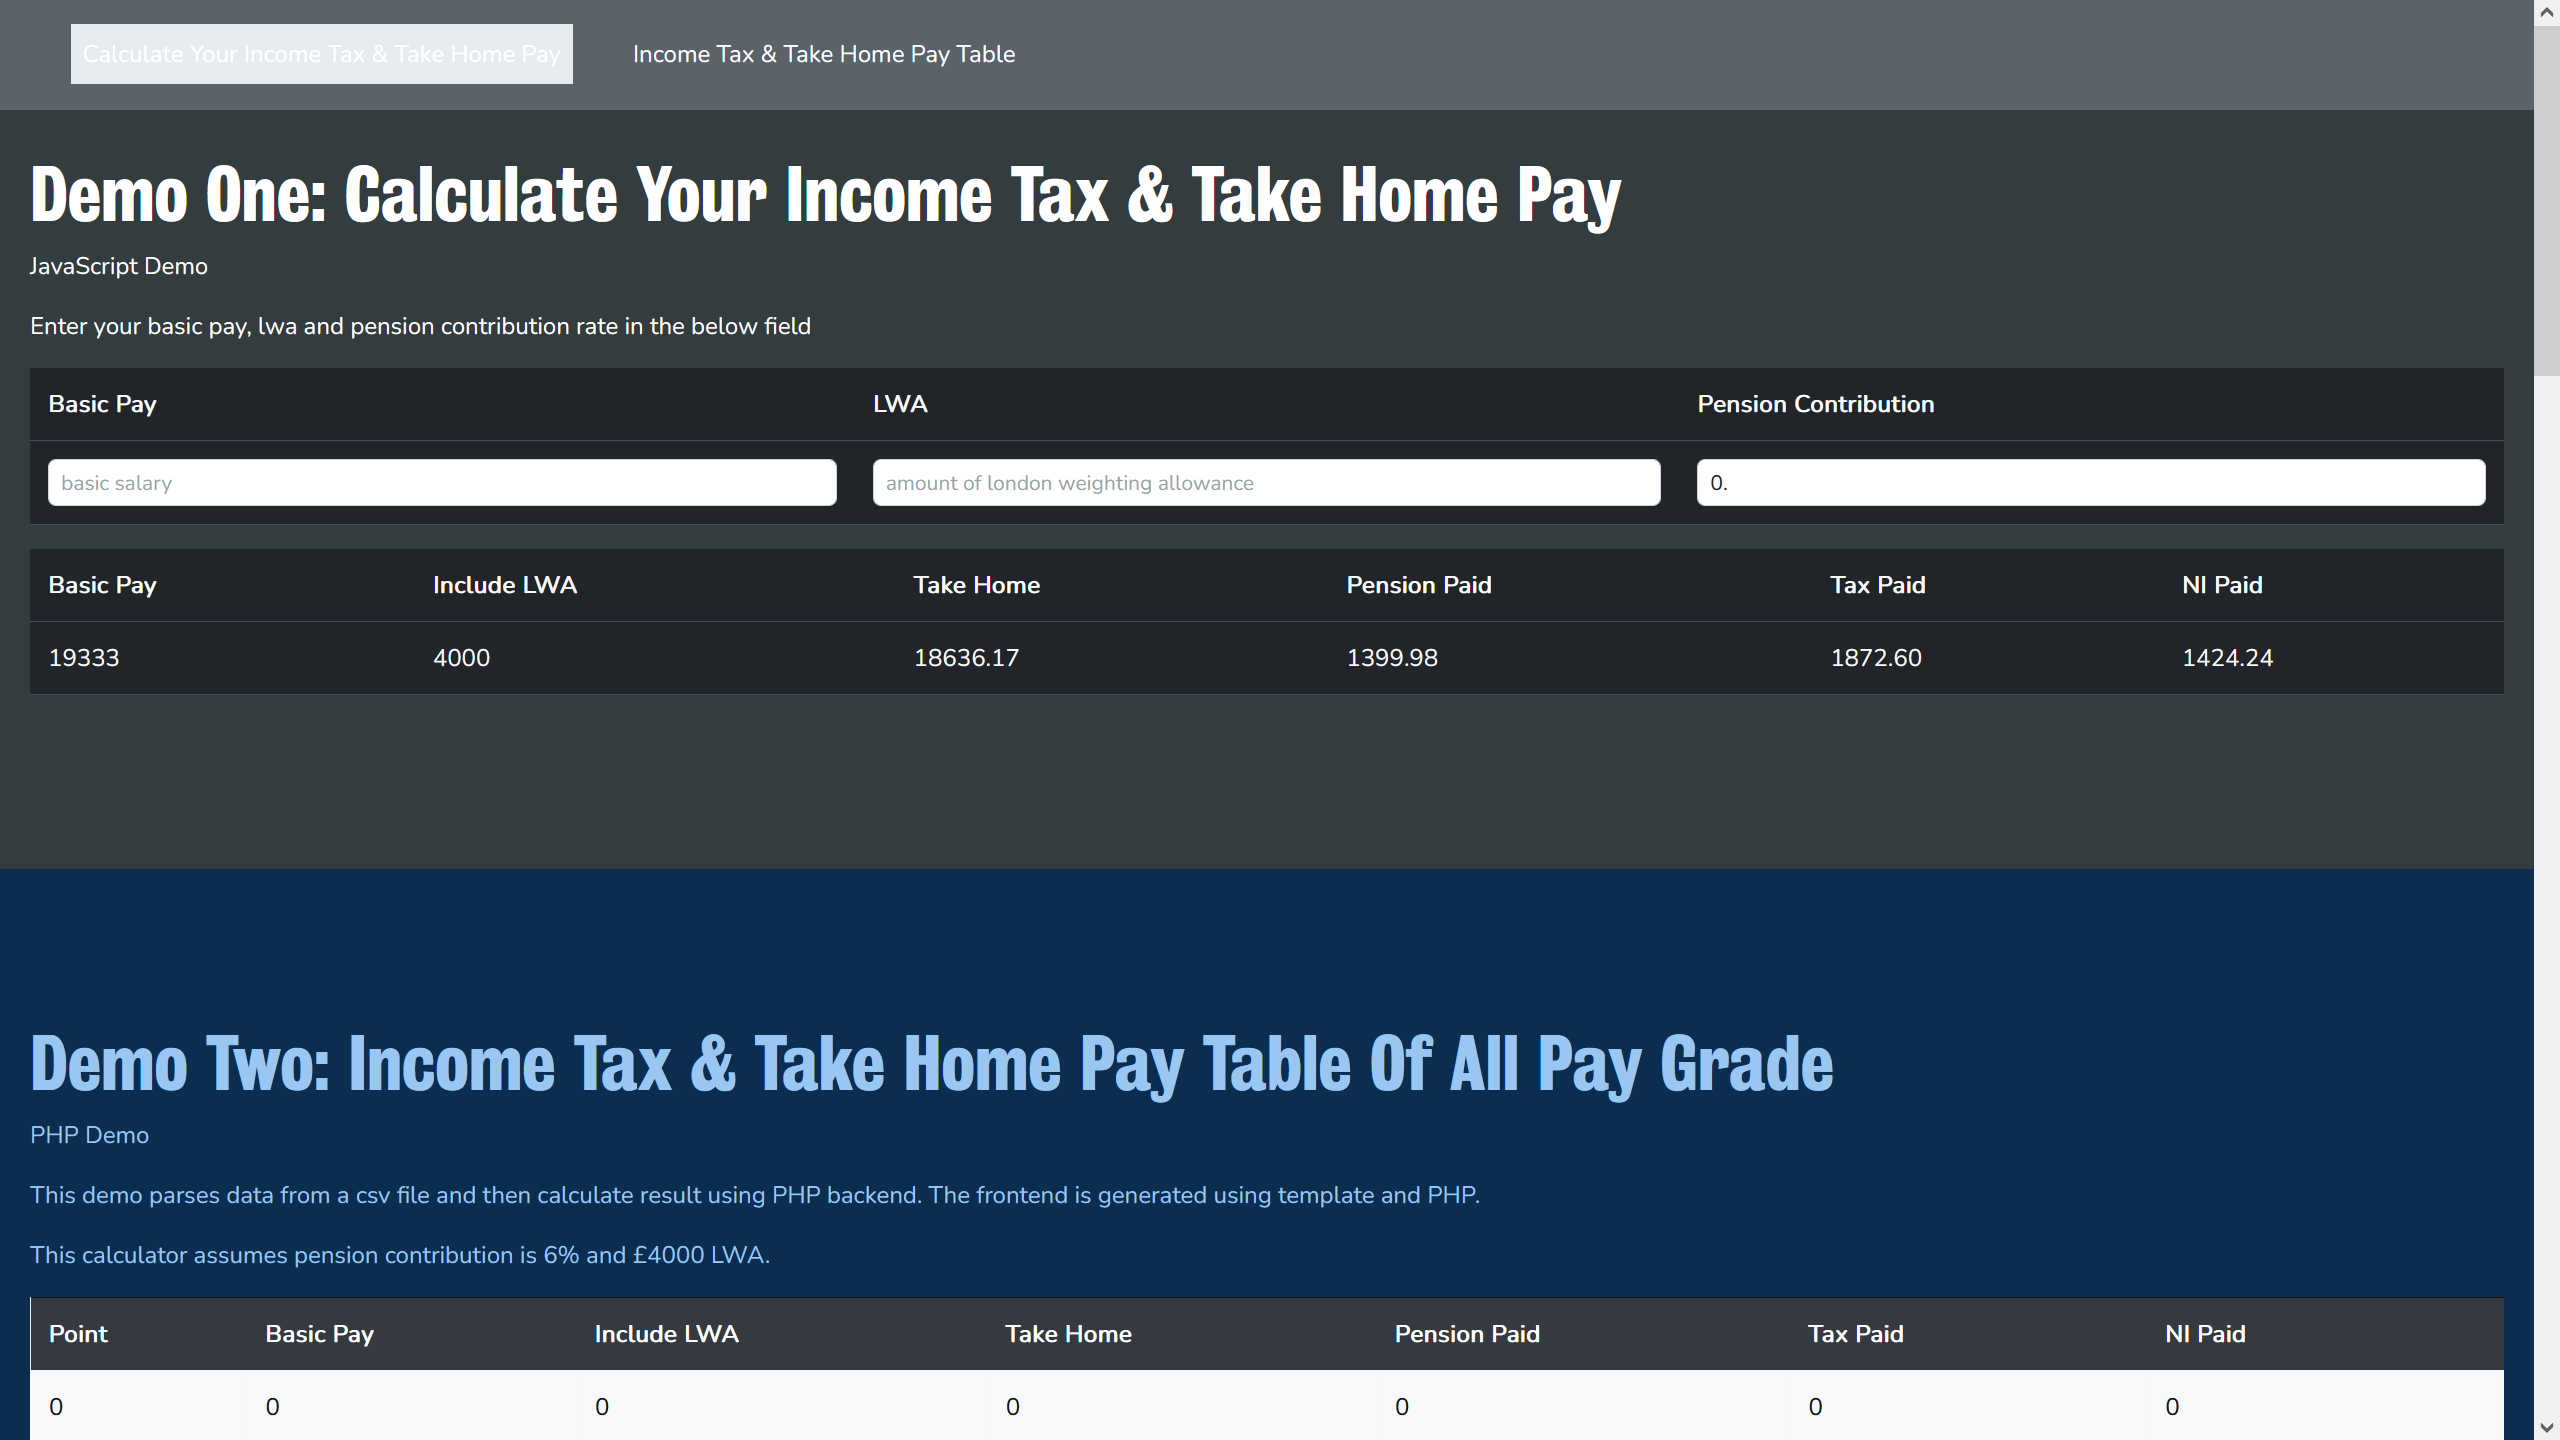 Calculate Your Income Tax & Take Home Pay Income Tax & Take Home Pay Table
Demo One: Calculate Your Income Tax & Take Home Pay
JavaScript Demo
Enter your basic pay, lwa and pension contribution rate in the below field
Basic Pay LWA Pension Contribution
basic salary amount of london weighting allowance 0.
Basic Pay Include LWA Take Home Pension Paid Tax Paid NI Paid
19333 4000 18636.17 1399.98 1872.60 1424.24
Demo Two: Income Tax & Take Home Pay Table Of All Pay Grade
PHP Demo
This demo parses data from a csv file and then calculate result using PHP backend. The frontend is generated using template and PHP.
This calculator assumes pension contribution is 6% and £4000 LWA.
Point Basic Pay Include LWA Take Home Pension Paid Tax Paid NI Paid
0 0 0 0 0 0 0